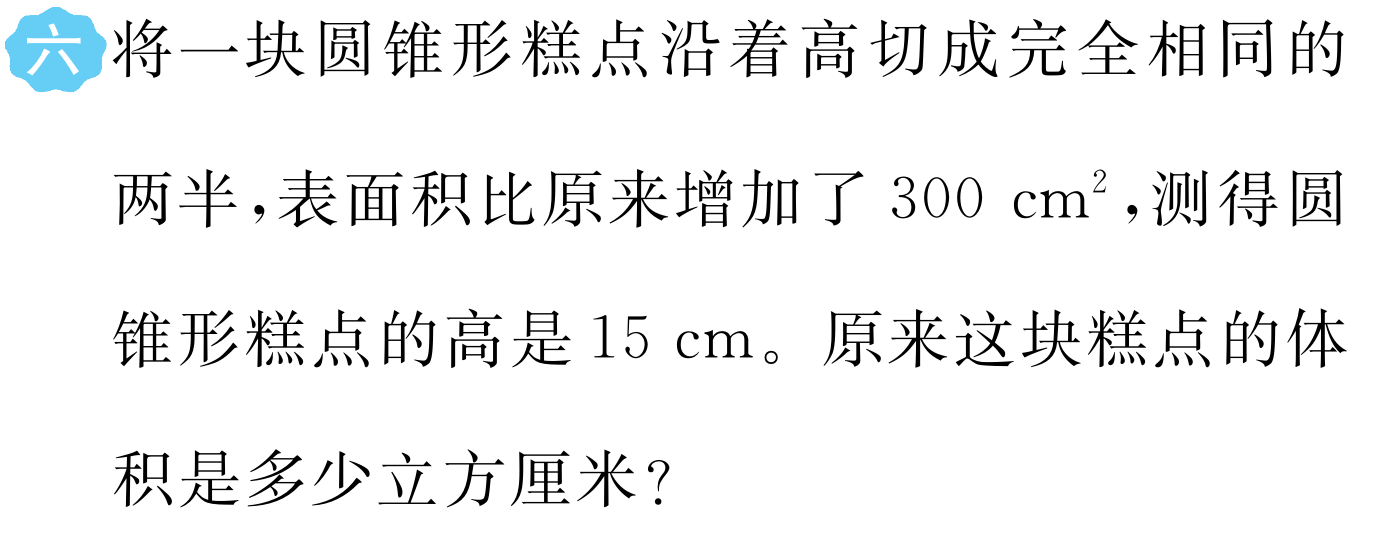 六 将一块圆锥形糕点沿着高切成完全相同的
两半,表面积比原来增加了 300 cm²,测得圆
锥形糕点的高是 15 cm。原来这块糕点的体
积是多少立方厘米?